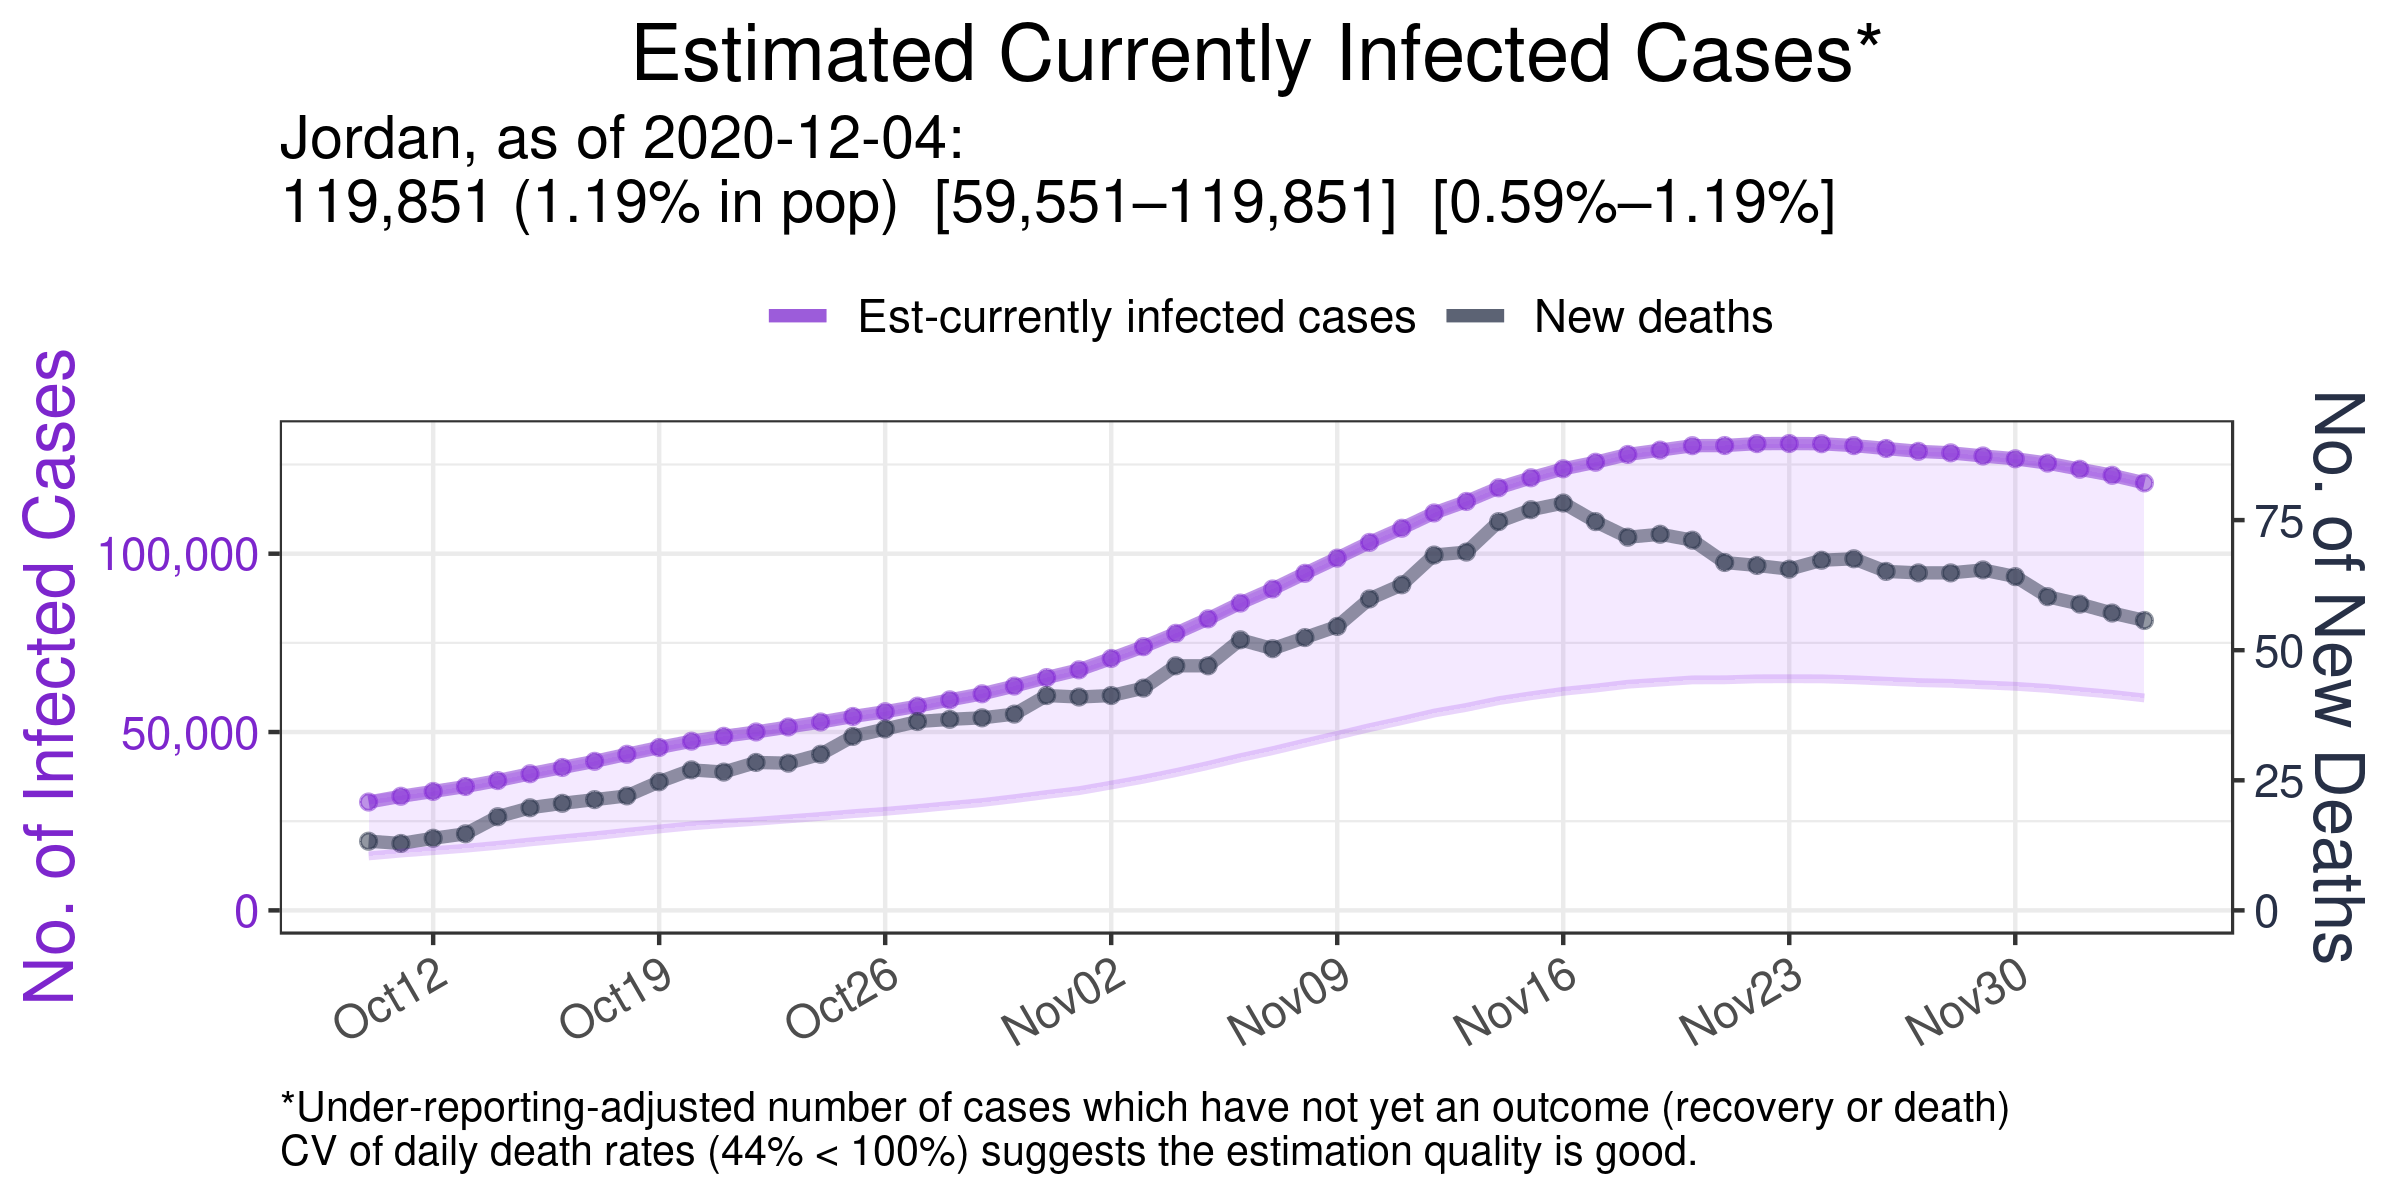 Estimated Currently Infected Cases*
Jordan, as of 2020-12-04:
119,851 (1.19% in pop)  [59,551–119,851]  [0.59%–1.19%]
Est-currently infected cases
New deaths
No. of Infected Cases
100,000
50,000
0
75
50
25
0
No. of New Deaths
Oct12
Oct19
Oct26
Nov02
Nov09
Nov16
Nov23
Nov30
*Under-reporting-adjusted number of cases which have not yet an outcome (recovery or death)
CV of daily death rates (44% < 100%) suggests the estimation quality is good.